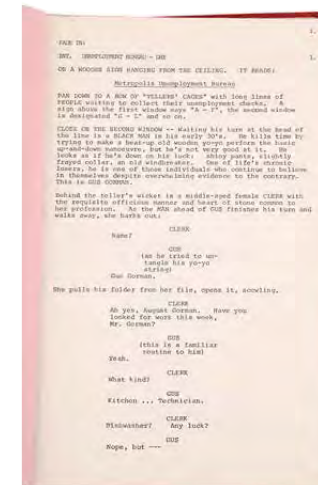 1.
FADE IN:
INT. UNEMPLOYMENT BUREAU - DAY 1.
ON A WOODEN SIGN HANGING FROM THE CEILING. IT READS:
Metropolis Unemployment Bureau
PAN DOWN TO A ROW OF "TELLERS' CAGES" with long lines of
PEOPLE waiting to collect their unemployment checks. A
sign above the first window says "A - F", the second window
is designated "G - L" and so on.
CLOSE ON THE SECOND WINDOW -- Waiting his turn at the head of
the line is a BLACK MAN in his early 30's. He kills time by
trying to make a beat-up old wooden yo-yo perform the basic
up-and-down manoeuvre, but he's not very good at it. He
looks as if he's down on his luck: shiny pants, slightly
frayed collar, an old windbreaker. One of life's chronic
losers, he is one of those individuals who continue to believe
in themselves despite overwhelming evidence to the contrary.
This is GUS GORMAN.
Behind the teller's wicket is a middle-aged female CLERK with
the requisite officious manner and heart of stone common to
her profession. As the MAN ahead of GUS finishes his turn and
walks away, she barks out:
CLERK
Name?
GUS
(as he tried to un-
tangle his yo-yo
string)
Gus Gorman.
She pulls his folder from her file, opens it, scowling.
CLERK
Ah yes, August Gorman. Have you
looked for work this week,
Mr. Gorman?
GUS
(this is a familiar
routine to him)
Yeah.
CLERK
What kind?
GUS
Kitchen ... Technician.
CLERK
Dishwasher? Any luck?
GUS
Nope, but ---